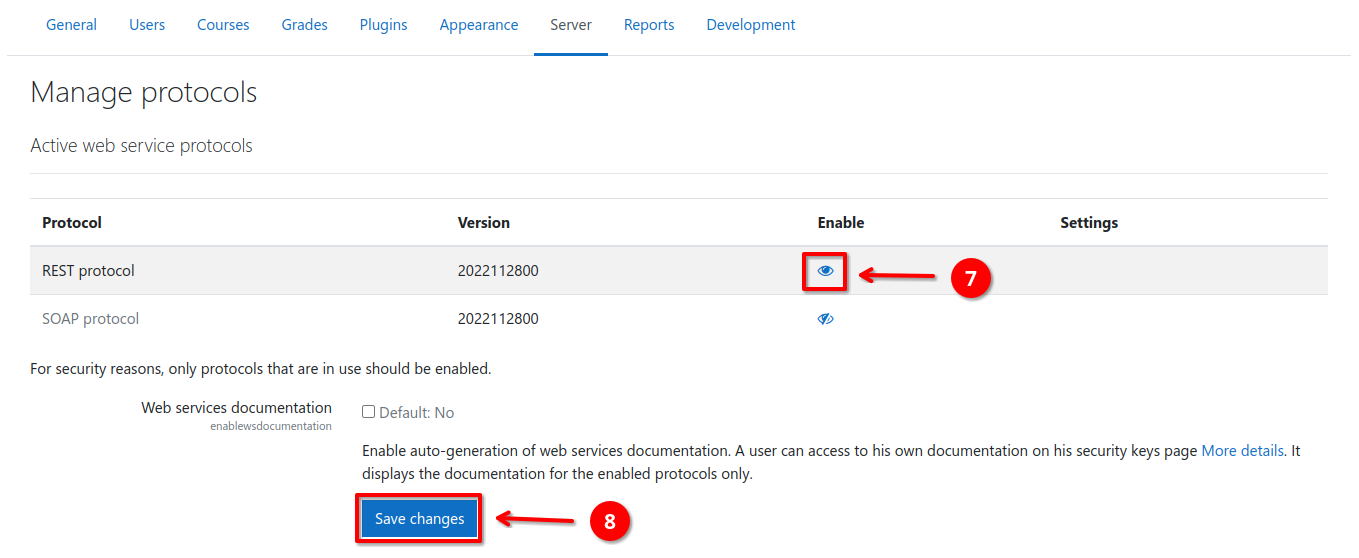 General Users Courses Grades Plugins Appearance Server Reports Development
Manage protocols
Active web service protocols
Protocol Version Enable Settings
REST protocol 2022112800 7
SOAP protocol 2022112800
For security reasons, only protocols that are in use should be enabled.
Web services documentation Default: No
enablewsdocumentation
Enable auto-generation of web services documentation. A user can access to his own documentation on his security keys page More details. It
displays the documentation for the enabled protocols only.
Save changes 8